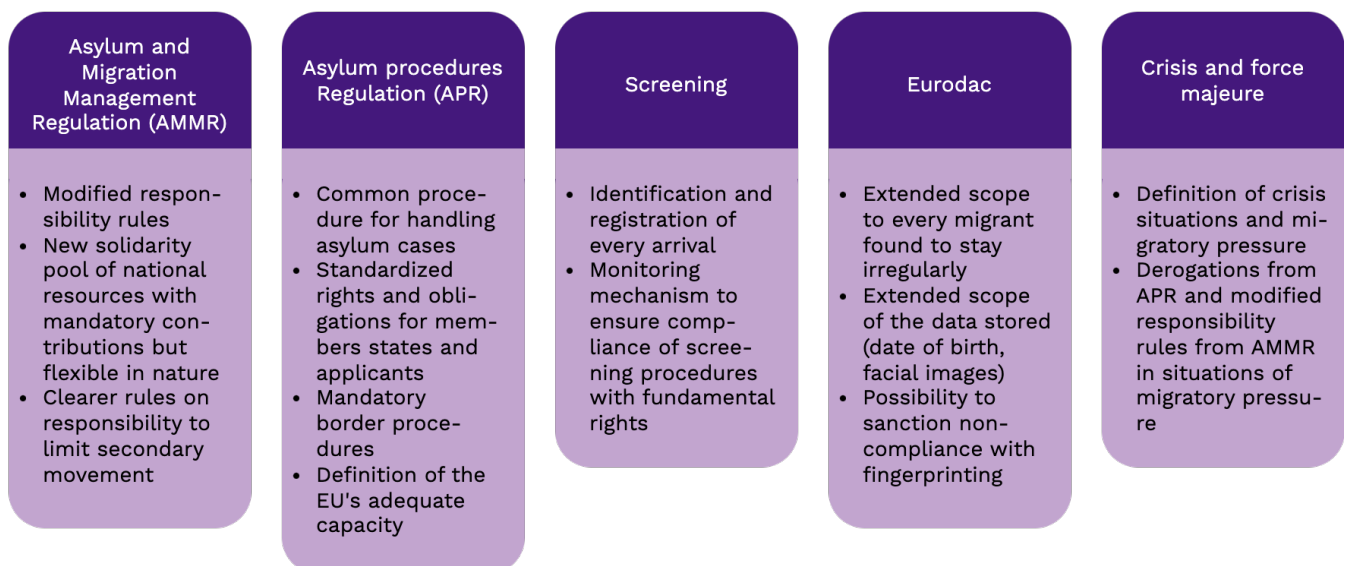 Asylum and
Migration
Management
Regulation (AMMR)
• Modified respon-
sibility rules
• New solidarity
pool of national
resources with
mandatory con-
tributions but
flexible in nature
• Clearer rules on
responsibility to
limit secondary
movement
Asylum procedures
Regulation (APR)
• Common proce-
dure for handling
asylum cases
• Standardized
rights and obli-
gations for mem-
bers states and
applicants
• Mandatory
border proce-
dures
• Definition of the
EU's adequate
capacity
Screening
• Identification and
registration of
every arrival
• Monitoring
mechanism to
ensure comp-
liance of scree-
ning procedures
with fundamental
rights
Eurodac
• Extended scope
to every migrant
found to stay
irregularly
• Extended scope
of the data stored
(date of birth,
facial images)
• Possibility to
sanction non-
compliance with
fingerprinting
Crisis and force
majeure
• Definition of crisis
situations and mi-
gratory pressure
• Derogations from
APR and modified
responsibility
rules from AMMR
in situations of
migratory pressu-
re